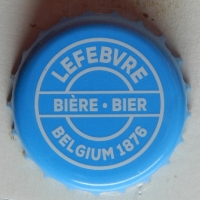 LEFEBVRE
BIÈRE • BIER
BELGIUM 1876